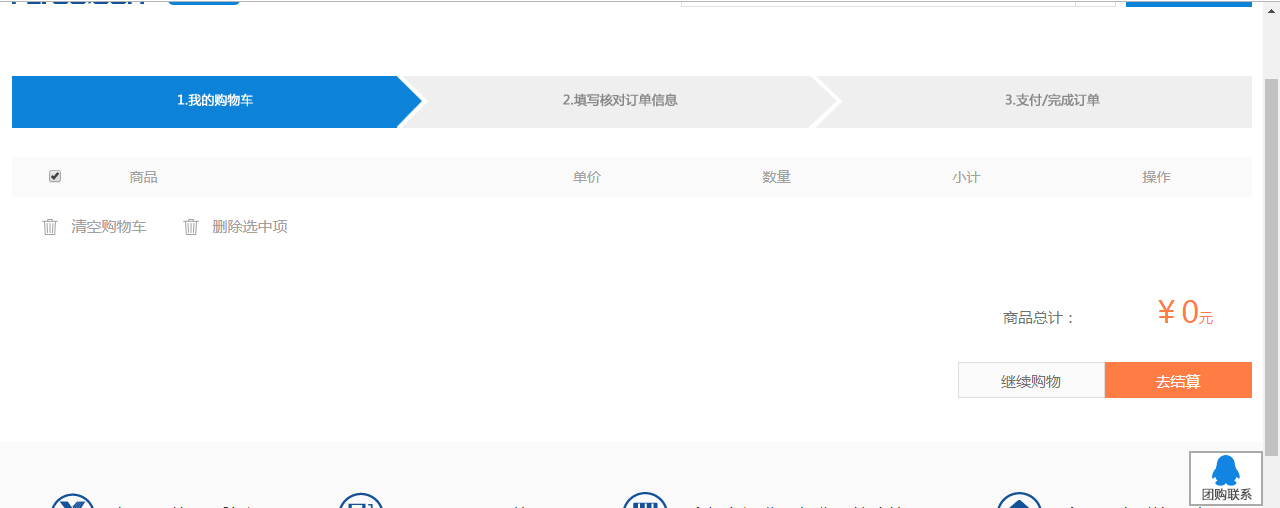 1.我的购物车
2.填写核对订单信息
3.支付/完成订单
商品 单价 数量 小计 操作
清空购物车 删除选中项
商品总计： ¥0元
继续购物 去结算
团购联系